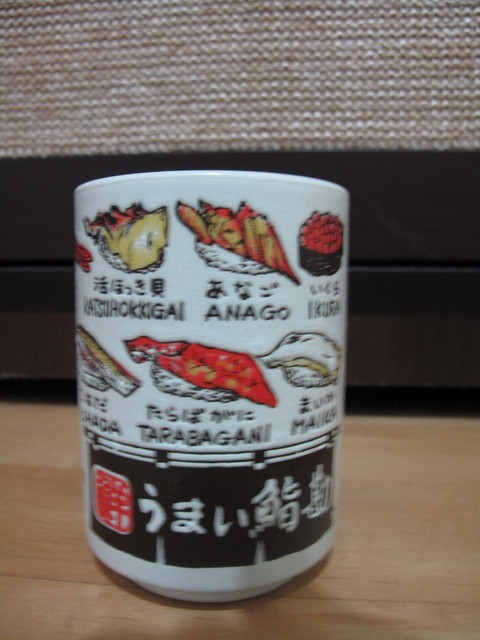 活ほっき貝 あなご いくら
KATSUHOKKIGAI ANAGO IKURA
たらばがに まいか
TARABAGANI MAIKA
うまい鮨勘